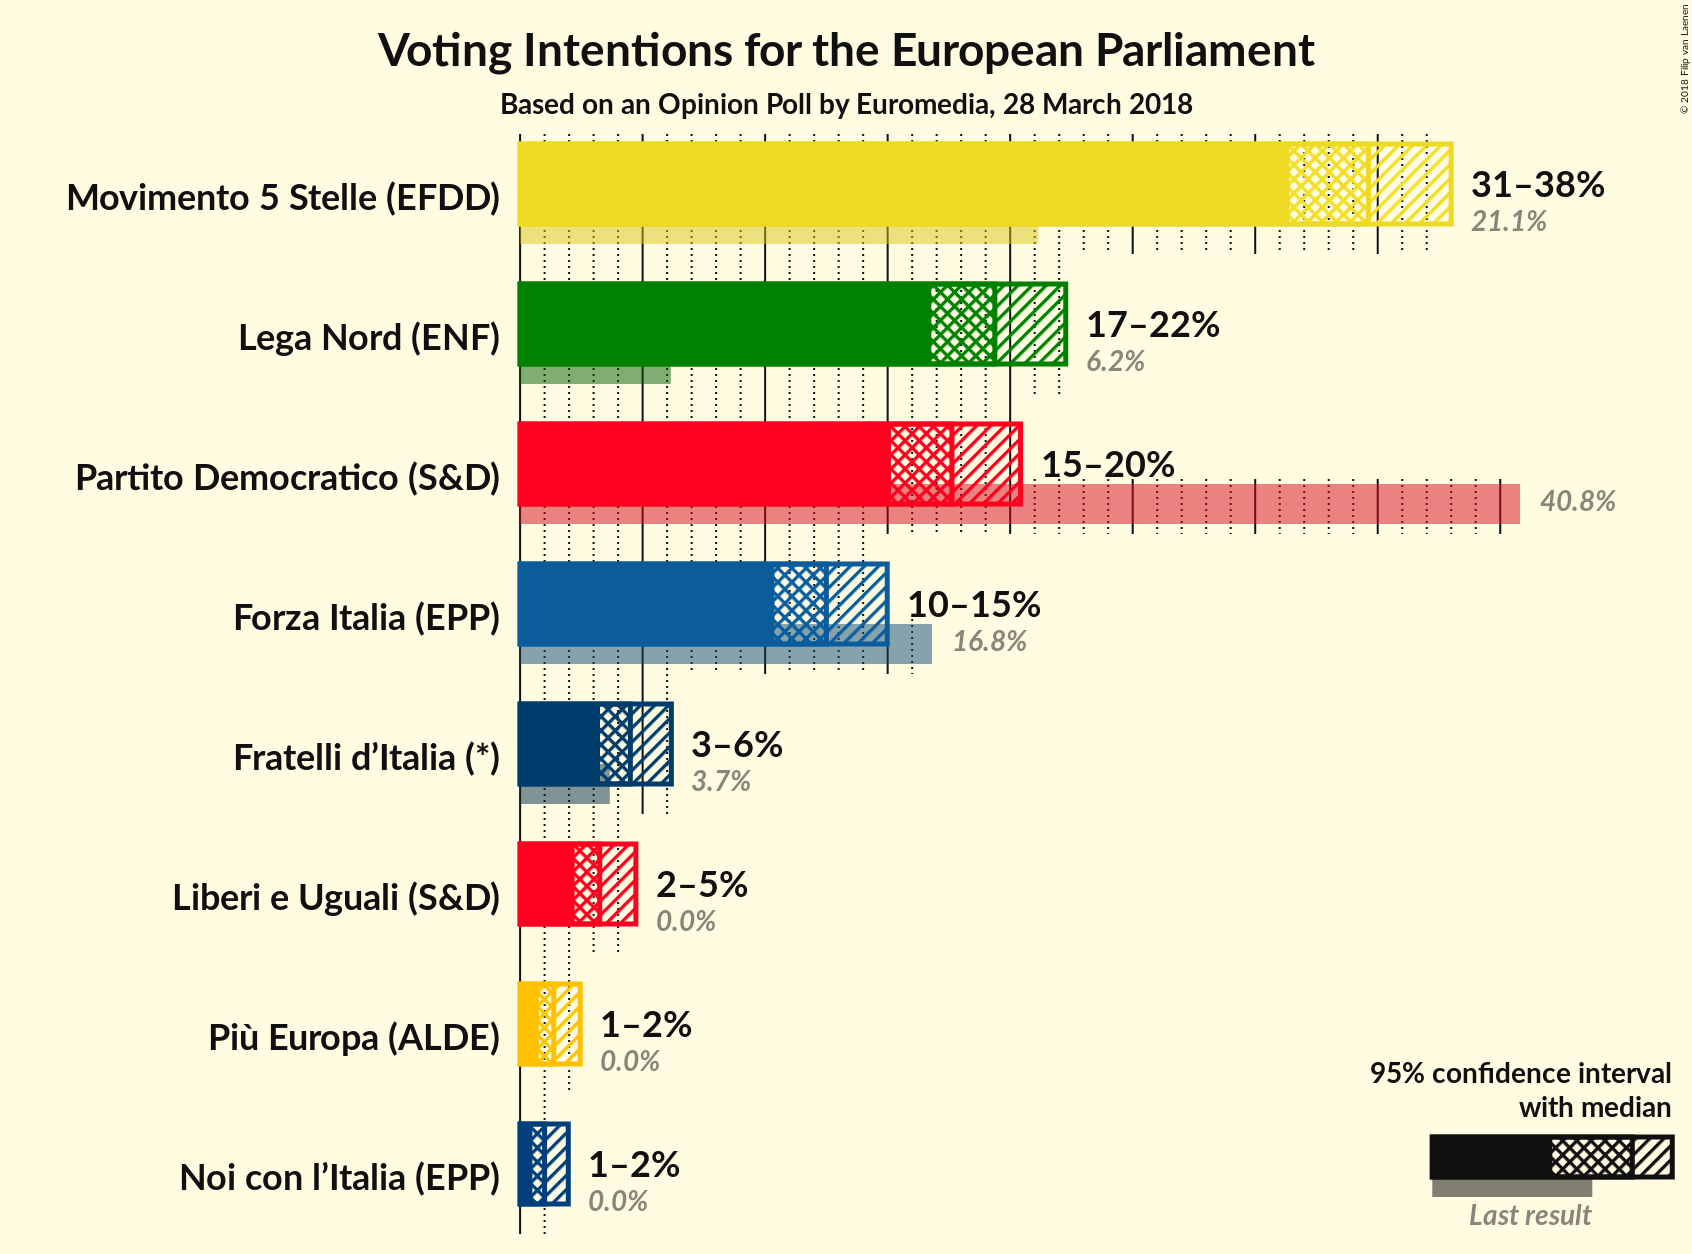 Voting Intentions for the European Parliament
Based on an Opinion Poll by Euromedia, 28 March 2018
© 2018 Filip van Laenen
Movimento 5 Stelle (EFDD)
31–38%
21.1%
Lega Nord (ENF)
17–22%
6.2%
Partito Democratico (S&D)
15–20%
40.8%
Forza Italia (EPP)
10–15%
16.8%
Fratelli d’Italia (*)
3–6%
3.7%
Liberi e Uguali (S&D)
2–5%
0.0%
Più Europa (ALDE)
1–2%
0.0%
Noi con l’Italia (EPP)
1–2%
0.0%
95% confidence interval
with median
Last result